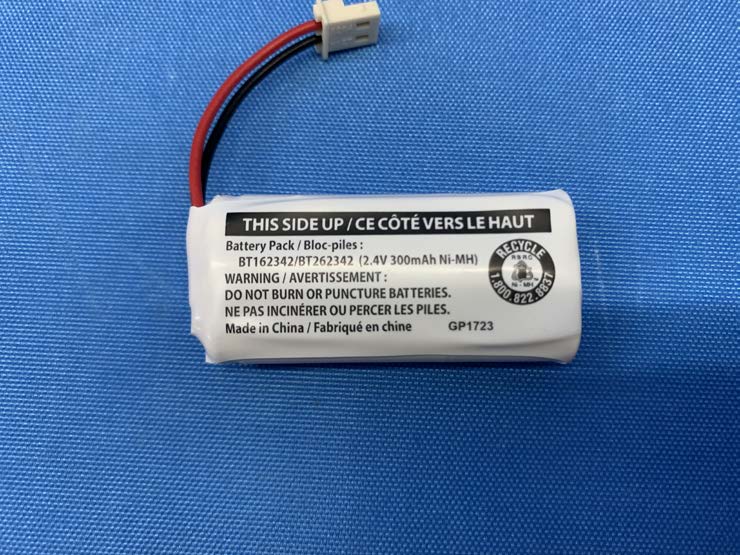 THIS SIDE UP / CE CÔTÉ VERS LE HAUT
Battery Pack / Bloc-piles :
BT162342/BT262342 (2.4V 300mAh Ni-MH)
WARNING / AVERTISSEMENT :
DO NOT BURN OR PUNCTURE BATTERIES.
NE PAS INCINÉRER OU PERCER LES PILES.
Made in China / Fabriqué en chine
GP1723
RECYCLE
RBRC
Ni-MH
1.800.822.8837